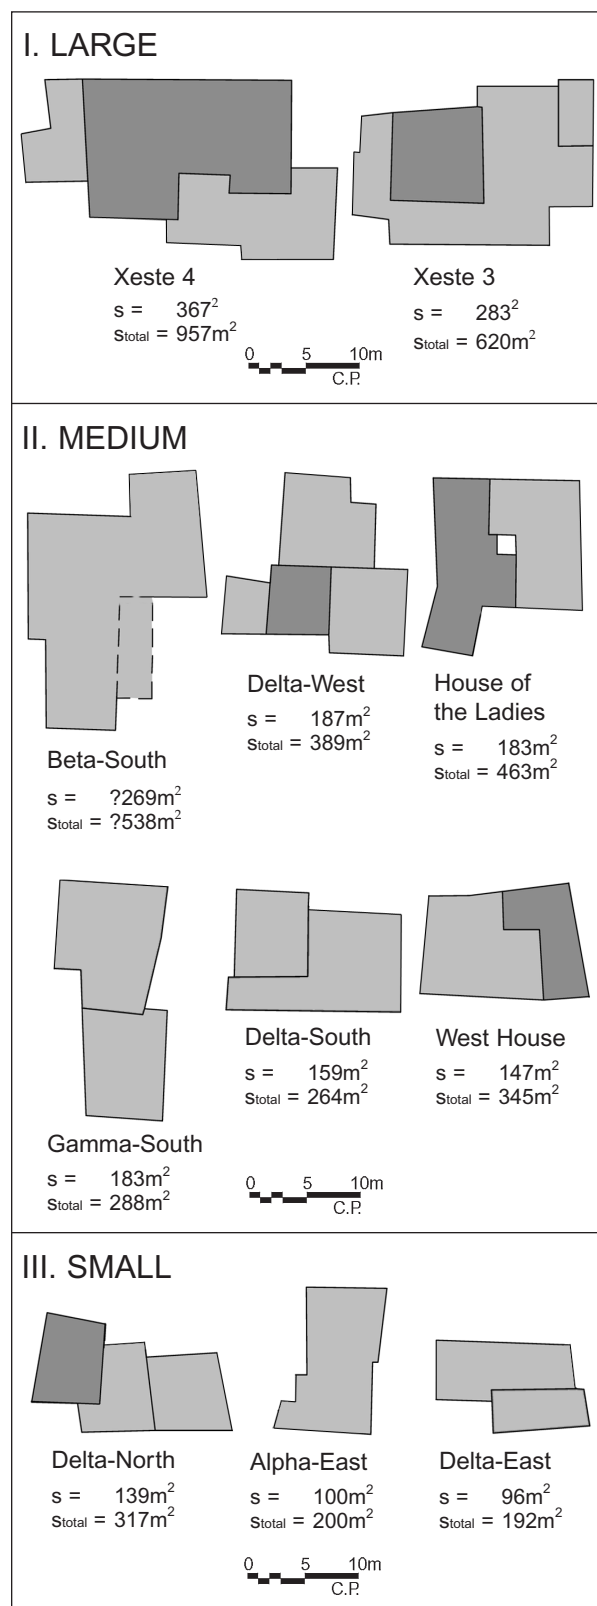 I. LARGE
Xeste 4
s = 367²
stotal = 957m²
Xeste 3
s = 283²
stotal = 620m²
0 5 10m
C.P.
II. MEDIUM
Beta-South
s = ?269m²
stotal = ?538m²
Delta-West
s = 187m²
stotal = 389m²
House of
the Ladies
s = 183m²
stotal = 463m²
Gamma-South
s = 183m²
stotal = 288m²
Delta-South
s = 159m²
stotal = 264m²
West House
s = 147m²
stotal = 345m²
0 5 10m
C.P.
III. SMALL
Delta-North
s = 139m²
stotal = 317m²
Alpha-East
s = 100m²
stotal = 200m²
Delta-East
s = 96m²
stotal = 192m²
0 5 10m
C.P.